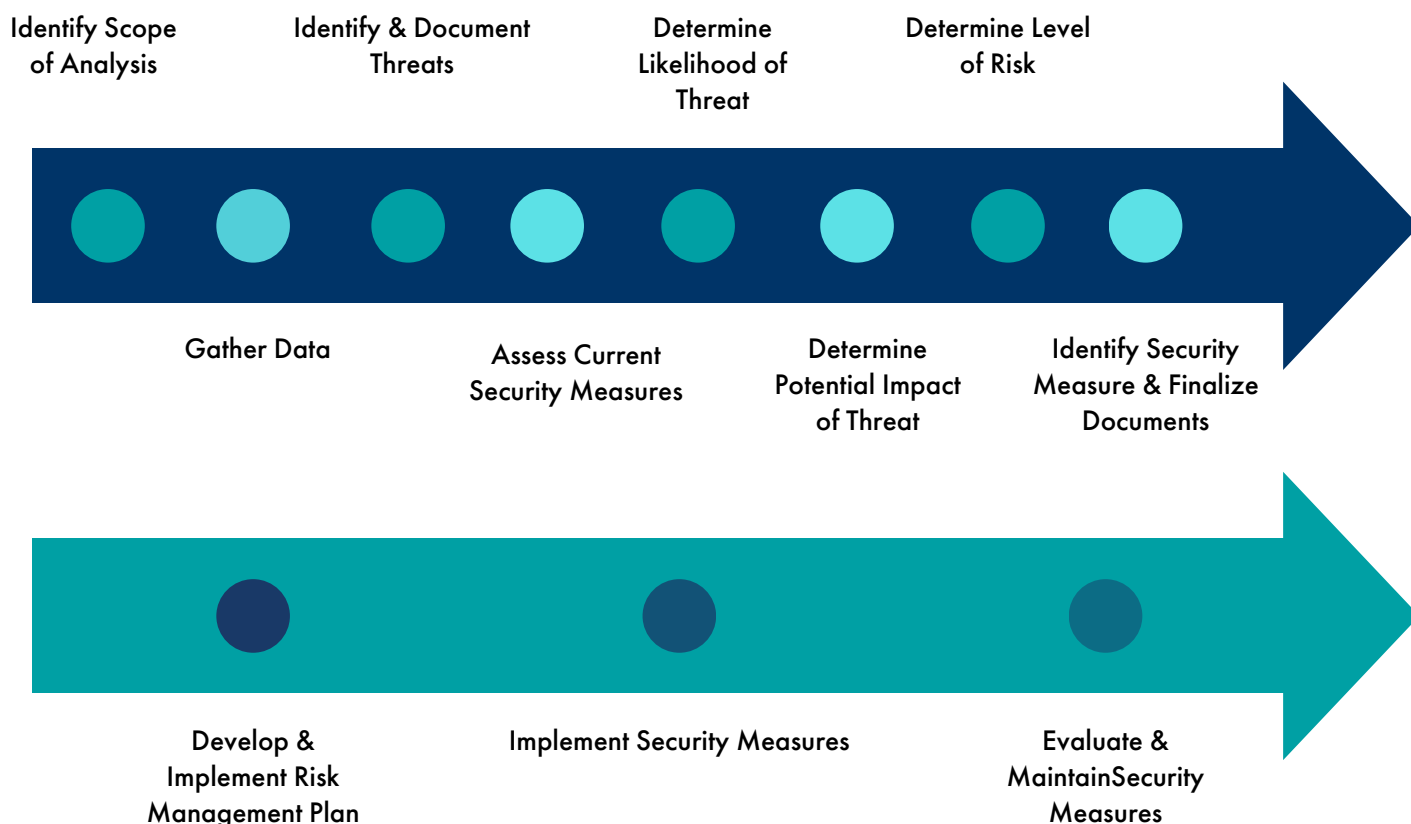 Identify Scope
of Analysis
Identify & Document
Threats
Determine
Likelihood of
Threat
Determine Level
of Risk
Gather Data
Assess Current
Security Measures
Determine
Potential Impact
of Threat
Identify Security
Measure & Finalize
Documents
Develop &
Implement Risk
Management Plan
Implement Security Measures
Evaluate &
MaintainSecurity
Measures